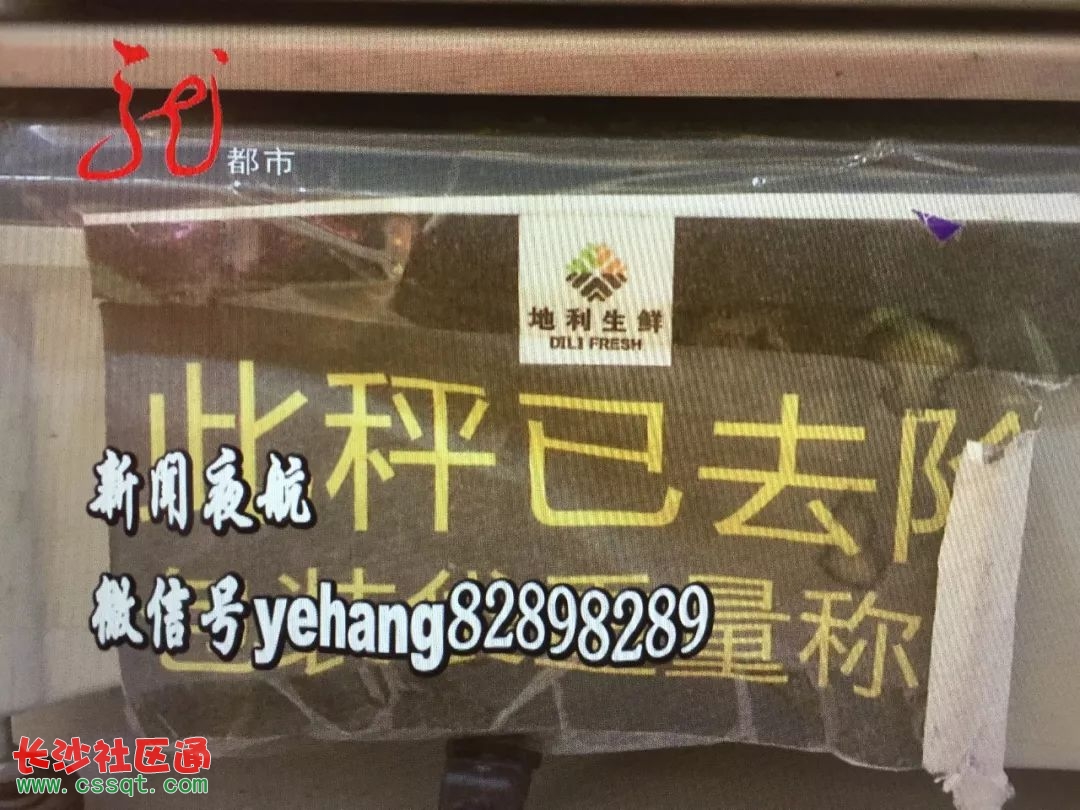 都市
地利生鲜
DILI FRESH
此秤已去
新闻夜航
微信号yehang82898289
量称
长沙社区通
www.cssqt.com